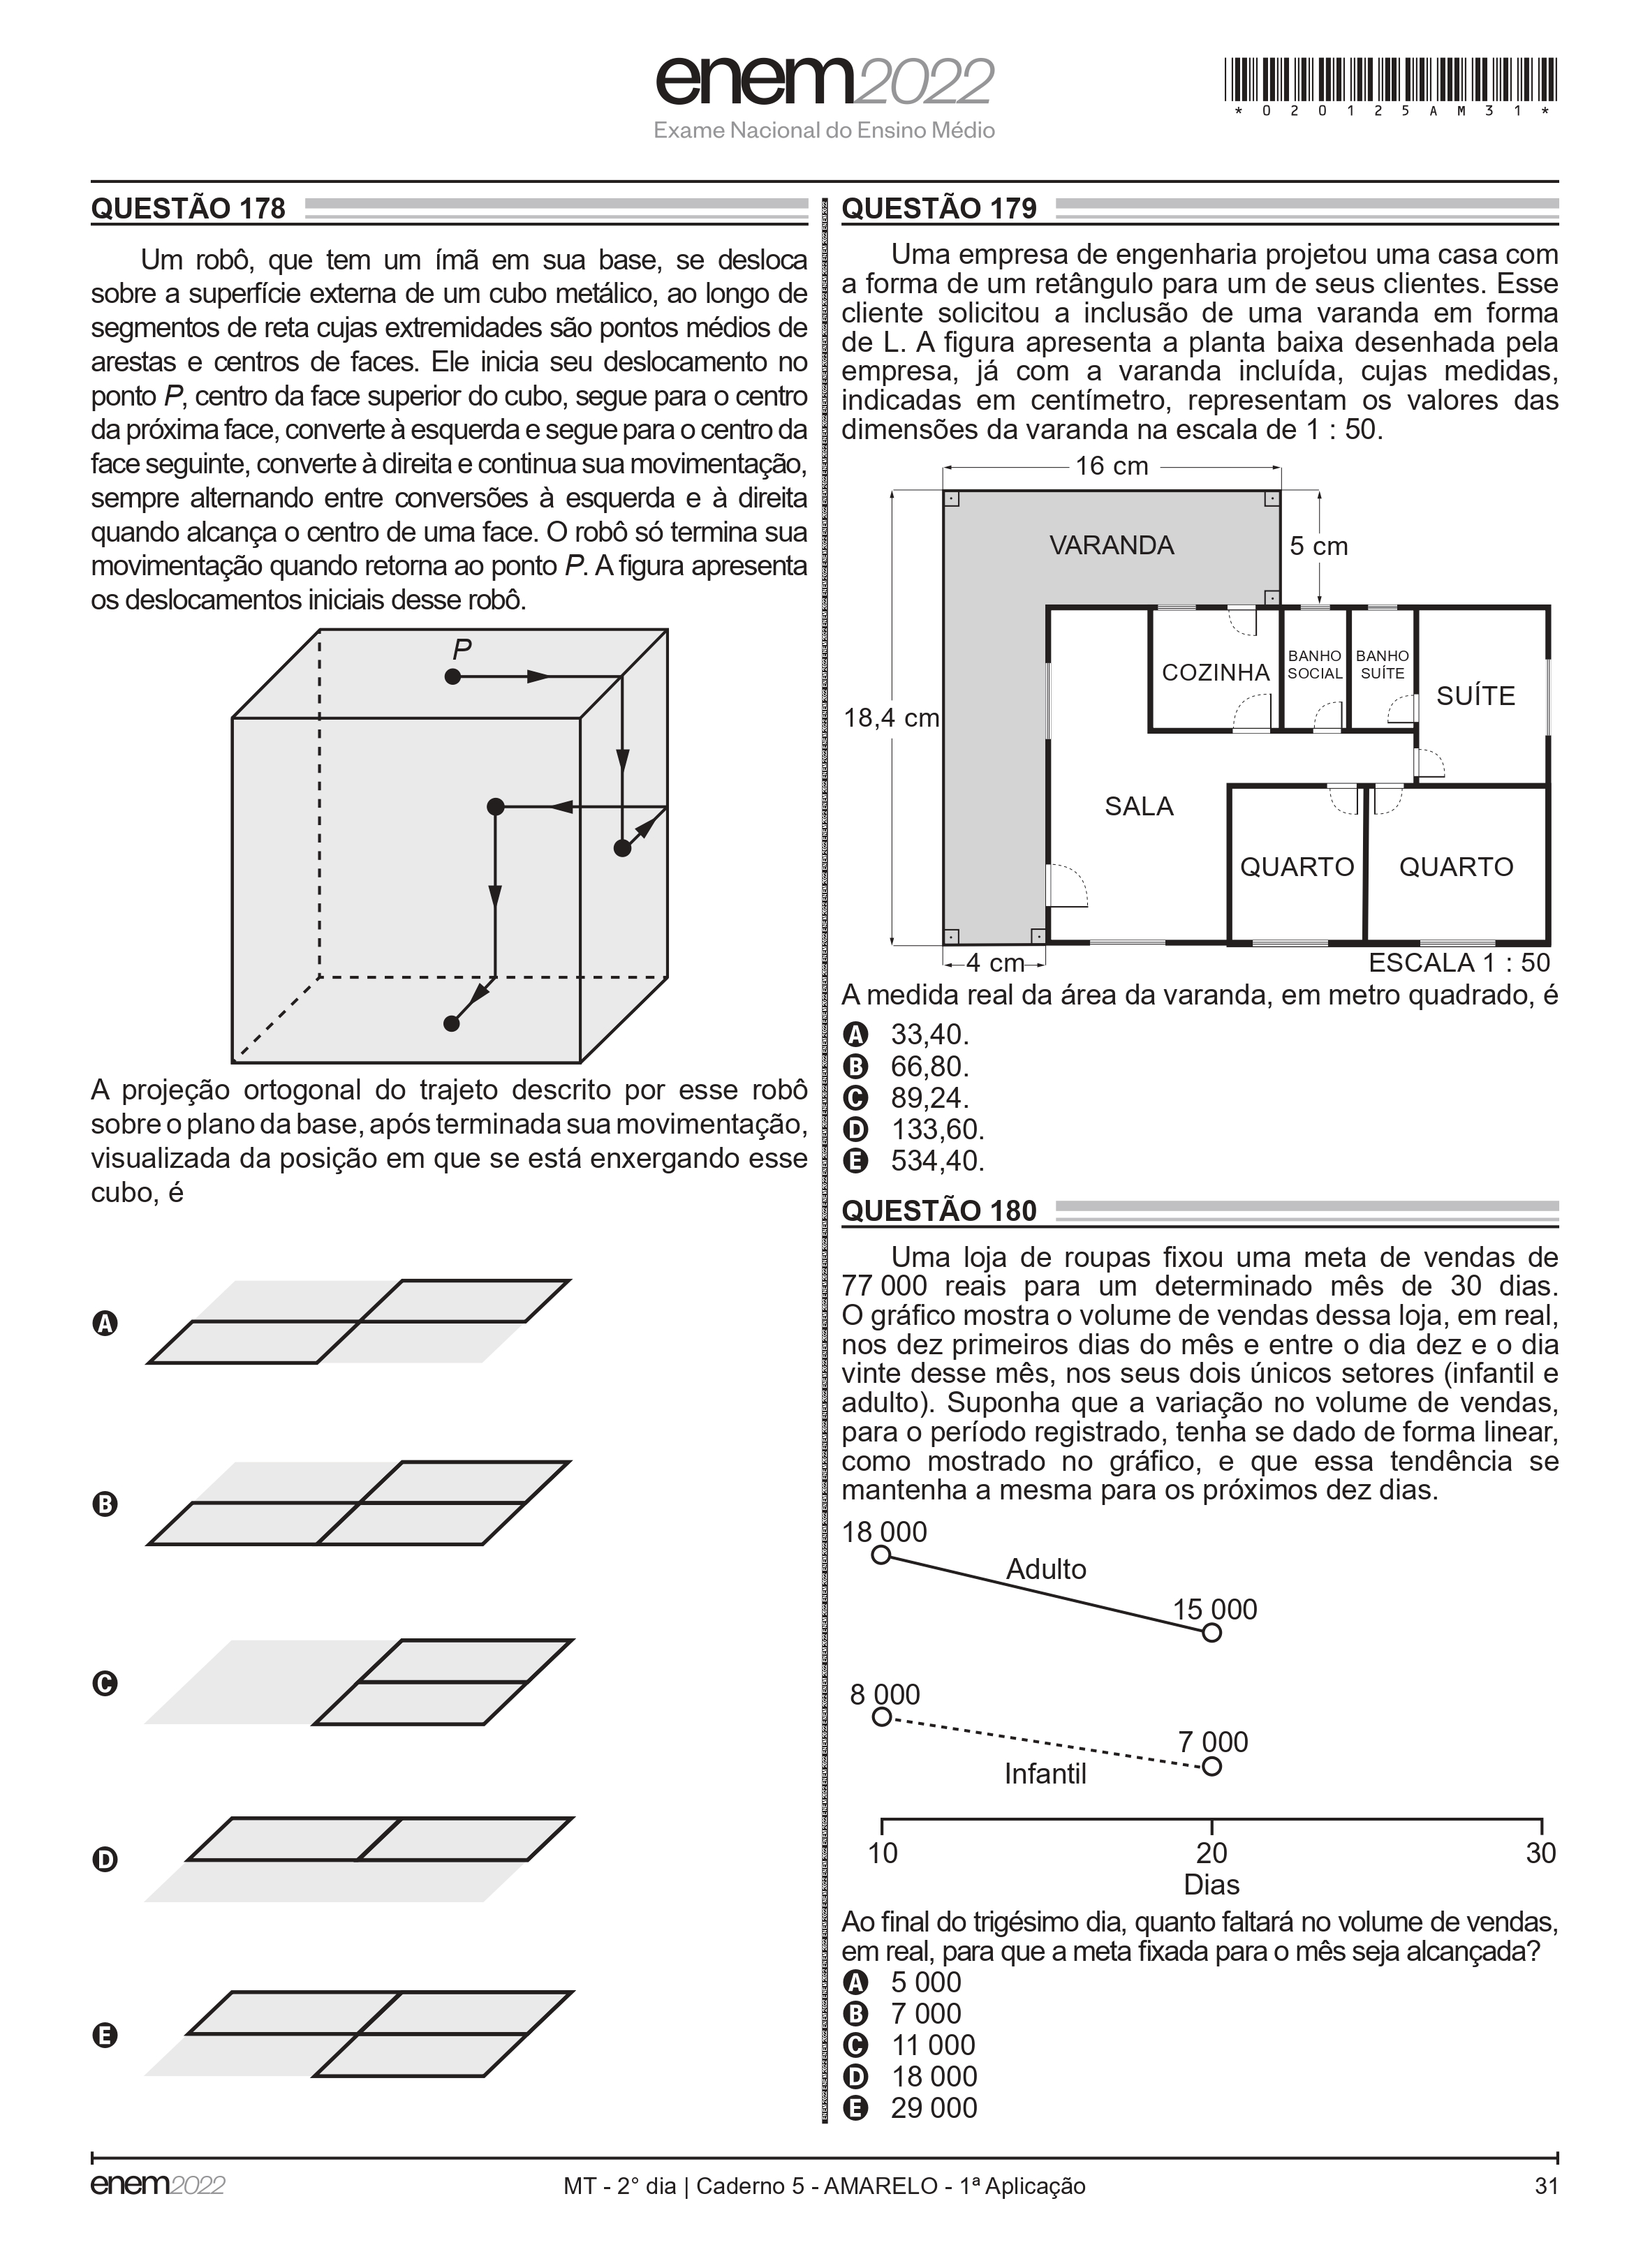 enem2022
Exame Nacional do Ensino Médio
*020125AM31*
QUESTÃO 178
Um robô, que tem um ímã em sua base, se desloca
sobre a superfície externa de um cubo metálico, ao longo de
segmentos de reta cujas extremidades são pontos médios de
arestas e centros de faces. Ele inicia seu deslocamento no
ponto P, centro da face superior do cubo, segue para o centro
da próxima face, converte à esquerda e segue para o centro da
face seguinte, converte à direita e continua sua movimentação,
sempre alternando entre conversões à esquerda e à direita
quando alcança o centro de uma face. O robô só termina sua
movimentação quando retorna ao ponto P. A figura apresenta
os deslocamentos iniciais desse robô.
P
A projeção ortogonal do trajeto descrito por esse robô
sobre o plano da base, após terminada sua movimentação,
visualizada da posição em que se está enxergando esse
cubo, é
A
B
C
D
E
QUESTÃO 179
Uma empresa de engenharia projetou uma casa com
a forma de um retângulo para um de seus clientes. Esse
cliente solicitou a inclusão de uma varanda em forma
de L. A figura apresenta a planta baixa desenhada pela
empresa, já com a varanda incluída, cujas medidas,
indicadas em centímetro, representam os valores das
dimensões da varanda na escala de 1 : 50.
16 cm
VARANDA
5 cm
COZINHA
BANHO
SOCIAL
BANHO
SUÍTE
SUÍTE
18,4 cm
SALA
QUARTO
QUARTO
4 cm
ESCALA 1 : 50
A medida real da área da varanda, em metro quadrado, é
A 33,40.
B 66,80.
C 89,24.
D 133,60.
E 534,40.
QUESTÃO 180
Uma loja de roupas fixou uma meta de vendas de
77 000 reais para um determinado mês de 30 dias.
O gráfico mostra o volume de vendas dessa loja, em real,
nos dez primeiros dias do mês e entre o dia dez e o dia
vinte desse mês, nos seus dois únicos setores (infantil e
adulto). Suponha que a variação no volume de vendas,
para o período registrado, tenha se dado de forma linear,
como mostrado no gráfico, e que essa tendência se
mantenha a mesma para os próximos dez dias.
18 000
Adulto
15 000
8 000
7 000
Infantil
10 20 30
Dias
Ao final do trigésimo dia, quanto faltará no volume de vendas,
em real, para que a meta fixada para o mês seja alcançada?
A 5 000
B 7 000
C 11 000
D 18 000
E 29 000
enem2022
MT - 2° dia | Caderno 5 - AMARELO - 1ª Aplicação
31